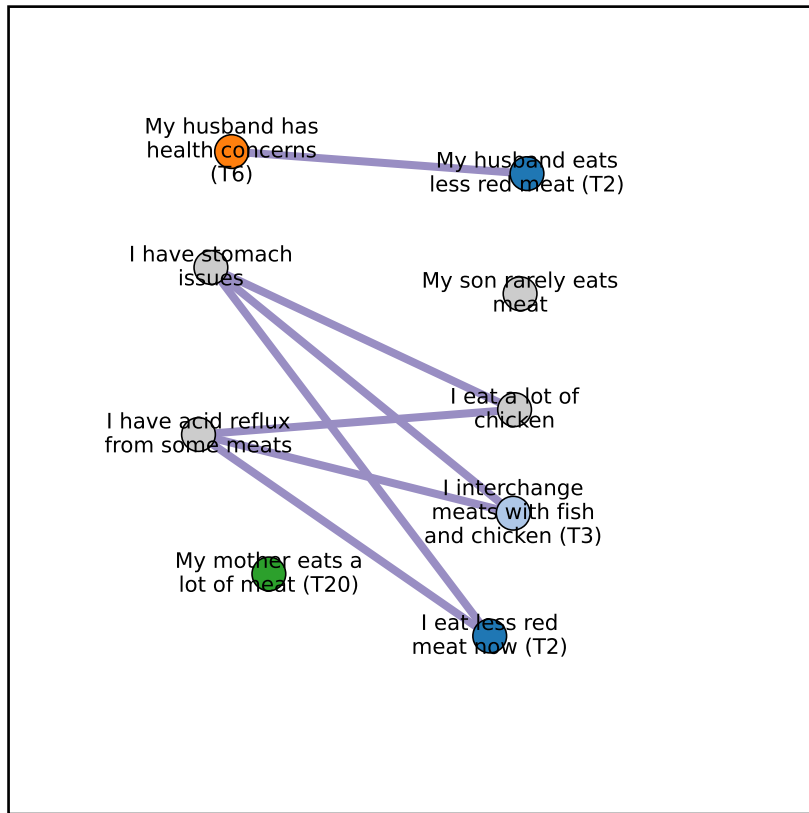 My husband has
health concerns
(T6)
My husband eats
less red meat (T2)
I have stomach
issues
My son rarely eats
meat
I eat a lot of
chicken
I have acid reflux
from some meats
I interchange
meats with fish
and chicken (T3)
My mother eats a
lot of meat (T20)
I eat less red
meat now (T2)